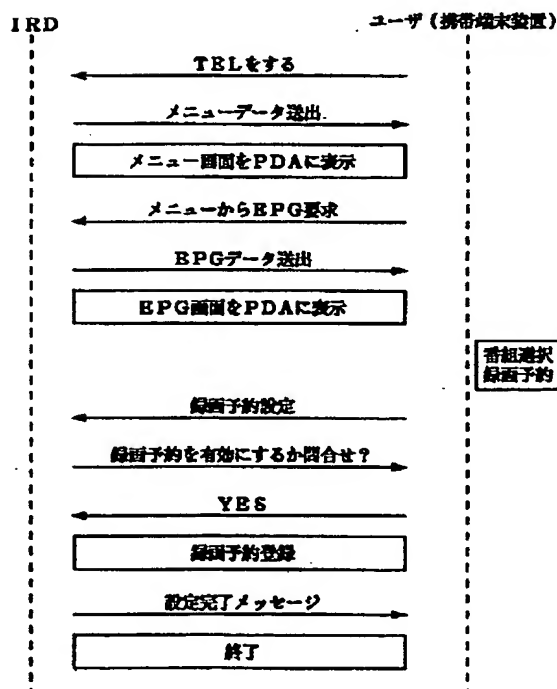 IRD
ユーザ(携帯端末装置)
TELをする
メニューデータ送出
メニュー画面をPDAに表示
メニューからEPG要求
EPGデータ送出
EPG画面をPDAに表示
番組選択
録画予約
録画予約設定
録画予約を有効にするか問合せ?
YES
録画予約登録
設定完了メッセージ
終了